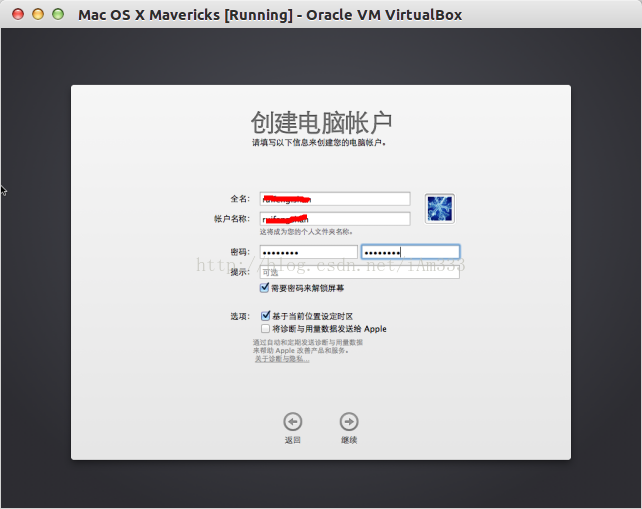 Mac OS X Mavericks [Running] - Oracle VM VirtualBox
创建电脑帐户
请填写以下信息来创建您的电脑帐户。
全名：
帐户名称：
这将成为您的个人文件夹名称。
密码： •••••••• ••••••••
http://blog.csdn.net/iAm333
提示： 可选
需要密码来解锁屏幕
选项： 基于当前位置设定时区
将诊断与用量数据发送给 Apple
通过自动和定期发送诊断与用量数据
来帮助 Apple 改善产品和服务。
关于诊断与隐私...
返回 继续